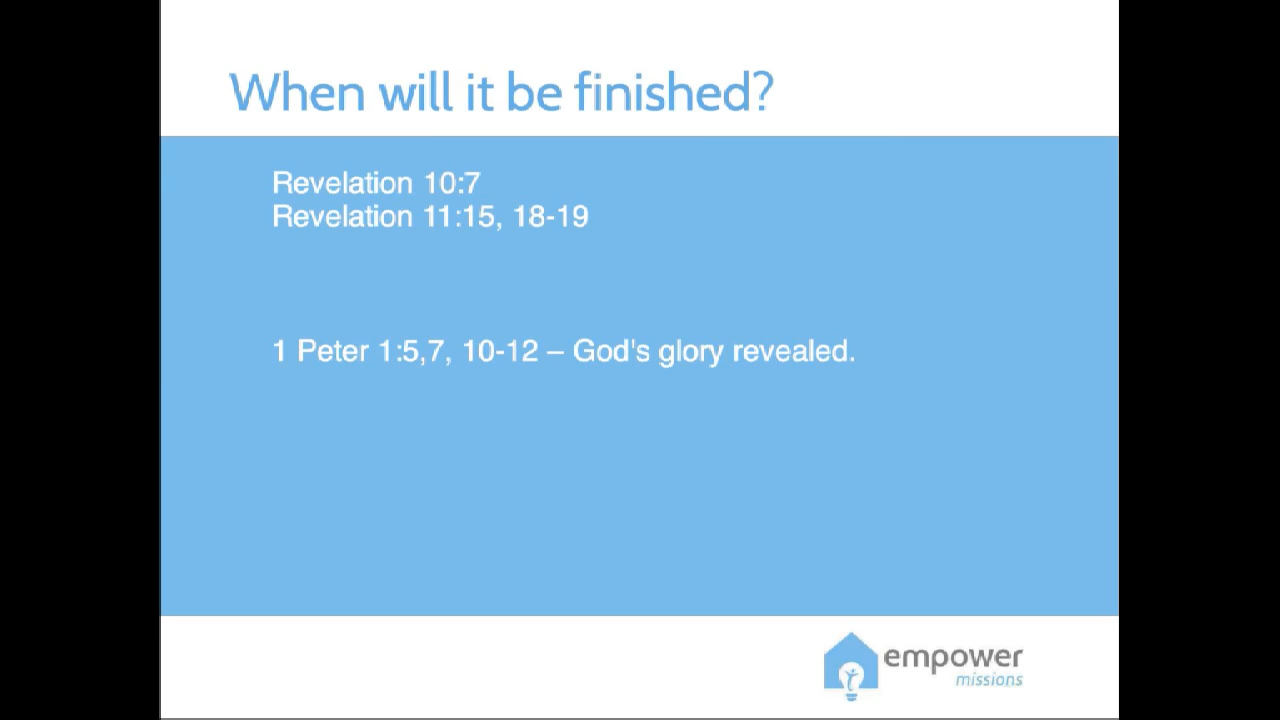 When will it be finished?
Revelation 10:7
Revelation 11:15, 18-19
1 Peter 1:5,7, 10-12 – God's glory revealed.
empower
missions